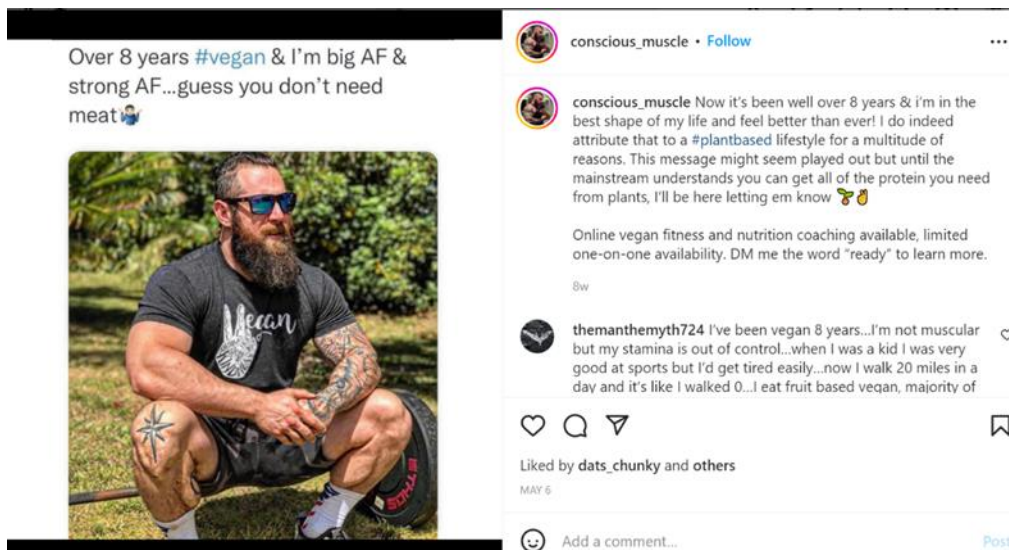 Over 8 years #vegan & I'm big AF &
strong AF...guess you don't need
meat🤷🏻‍♂️
Vegan
conscious_muscle • Follow
conscious_muscle Now it's been well over 8 years & i'm in the
best shape of my life and feel better than ever! I do indeed
attribute that to a #plantbased lifestyle for a multitude of
reasons. This message might seem played out but until the
mainstream understands you can get all of the protein you need
from plants, I'll be here letting em know 🌱✌️
Online vegan fitness and nutrition coaching available, limited
one-on-one availability. DM me the word "ready" to learn more.
8w
themanthemyth724 I've been vegan 8 years...I'm not muscular
but my stamina is out of control...when I was a kid I was very
good at sports but I'd get tired easily...now I walk 20 miles in a
day and it's like I walked 0...I eat fruit based vegan, majority of
Liked by dats_chunky and others
MAY 6
Add a comment...
Post